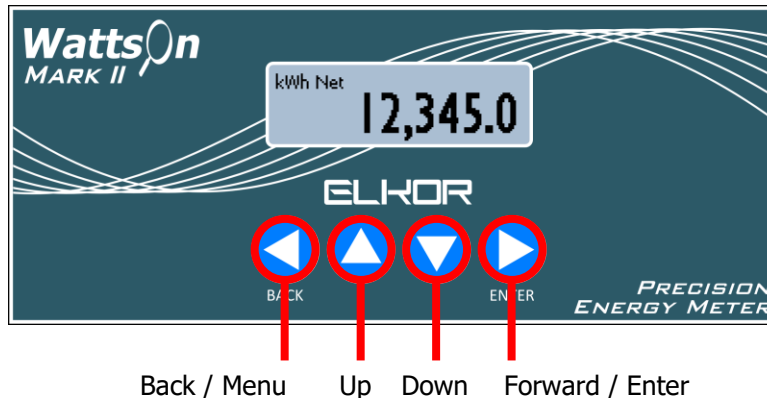 WattsOn
MARK II
kWh Net
12,345.0
ELKOR
BACK
ENTER
PRECISION
ENERGY METER
Back / Menu Up Down Forward / Enter